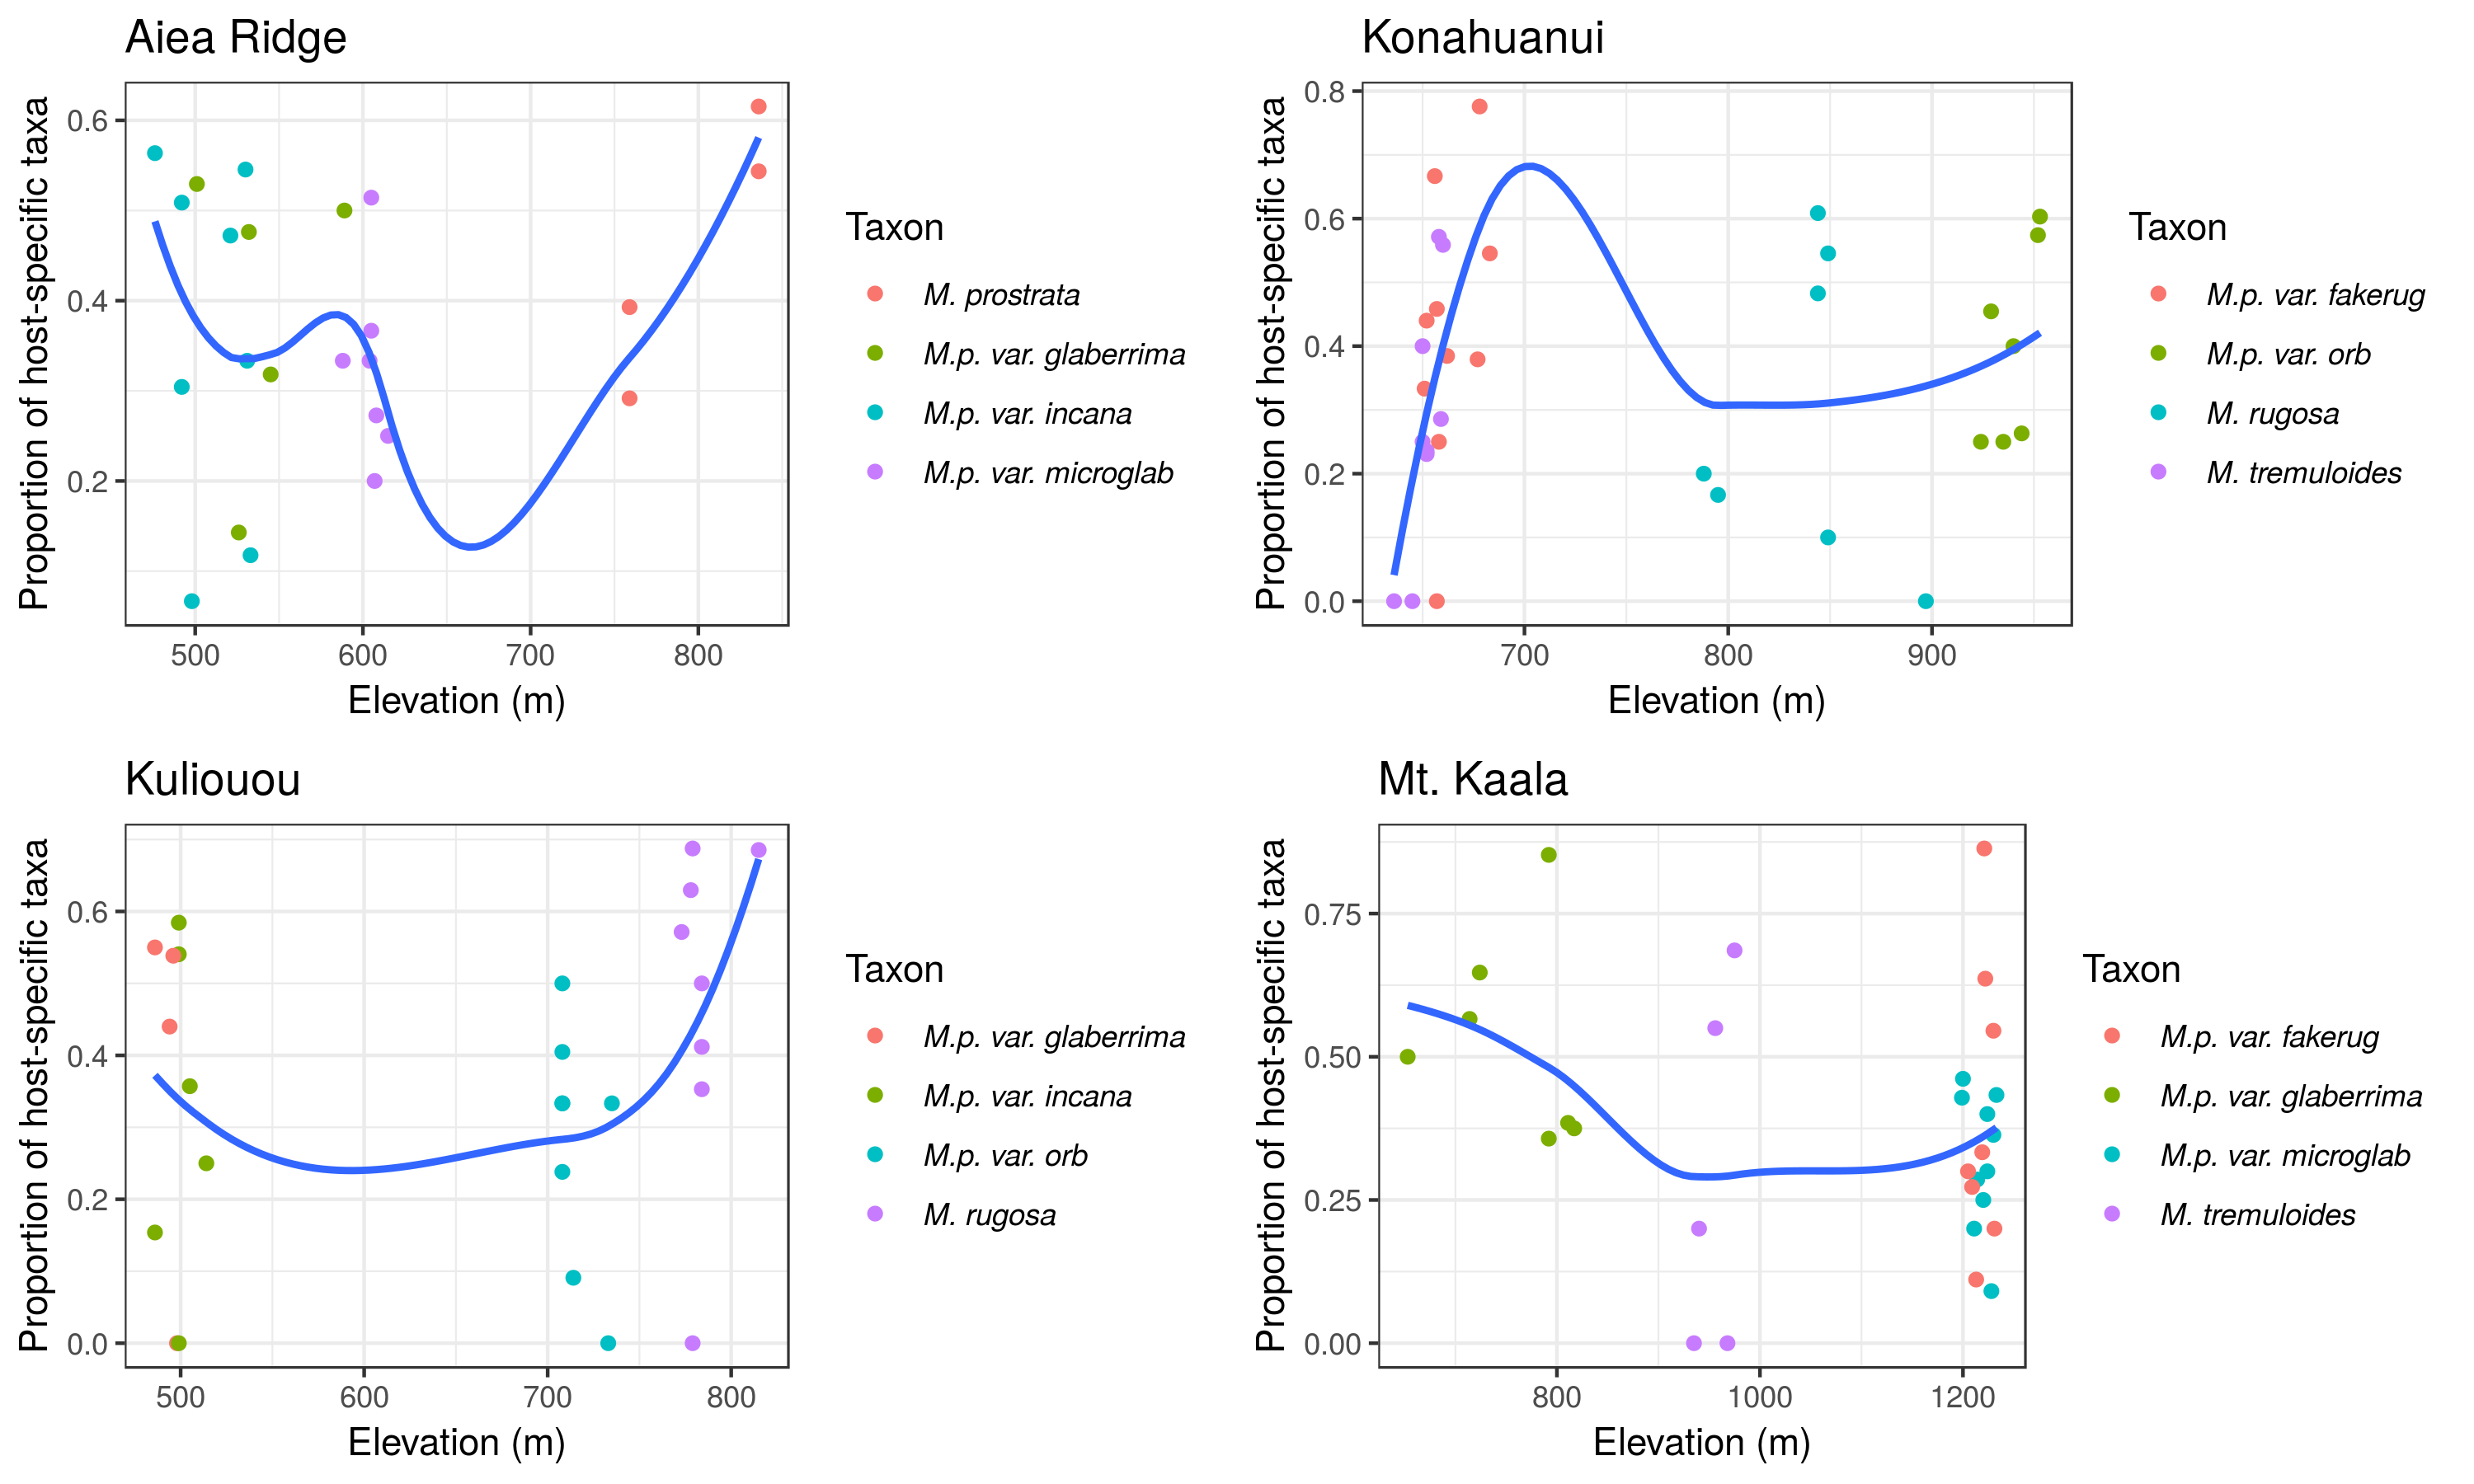 Aiea Ridge
Proportion of host-specific taxa
0.6
0.4
0.2
500 600 700 800
Elevation (m)
Taxon
M. prostrata
M.p. var. glaberrima
M.p. var. incana
M.p. var. microglab
Konahuanui
Proportion of host-specific taxa
0.8
0.6
0.4
0.2
0.0
700 800 900
Elevation (m)
Taxon
M.p. var. fakerug
M.p. var. orb
M. rugosa
M. tremuloides
Kuliouou
Proportion of host-specific taxa
0.6
0.4
0.2
0.0
500 600 700 800
Elevation (m)
Taxon
M.p. var. glaberrima
M.p. var. incana
M.p. var. orb
M. rugosa
Mt. Kaala
Proportion of host-specific taxa
0.75
0.50
0.25
0.00
800 1000 1200
Elevation (m)
Taxon
M.p. var. fakerug
M.p. var. glaberrima
M.p. var. microglab
M. tremuloides